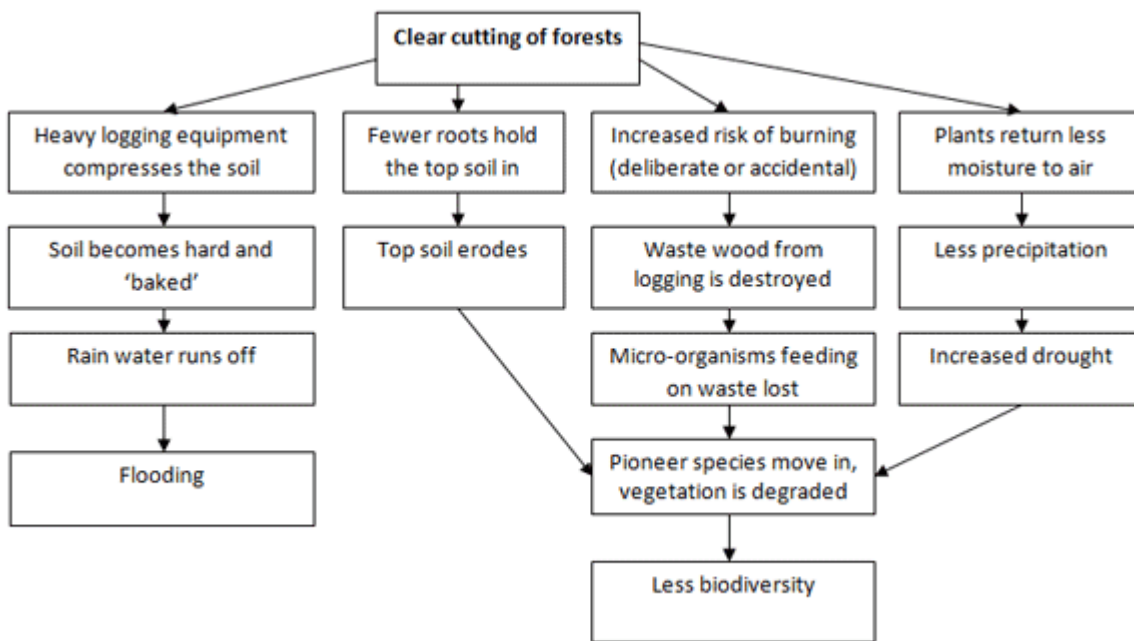 Clear cutting of forests
Heavy logging equipment
compresses the soil
Fewer roots hold
the top soil in
Increased risk of burning
(deliberate or accidental)
Plants return less
moisture to air
Soil becomes hard and
‘baked’
Top soil erodes
Waste wood from
logging is destroyed
Less precipitation
Rain water runs off
Micro-organisms feeding
on waste lost
Increased drought
Flooding
Pioneer species move in,
vegetation is degraded
Less biodiversity